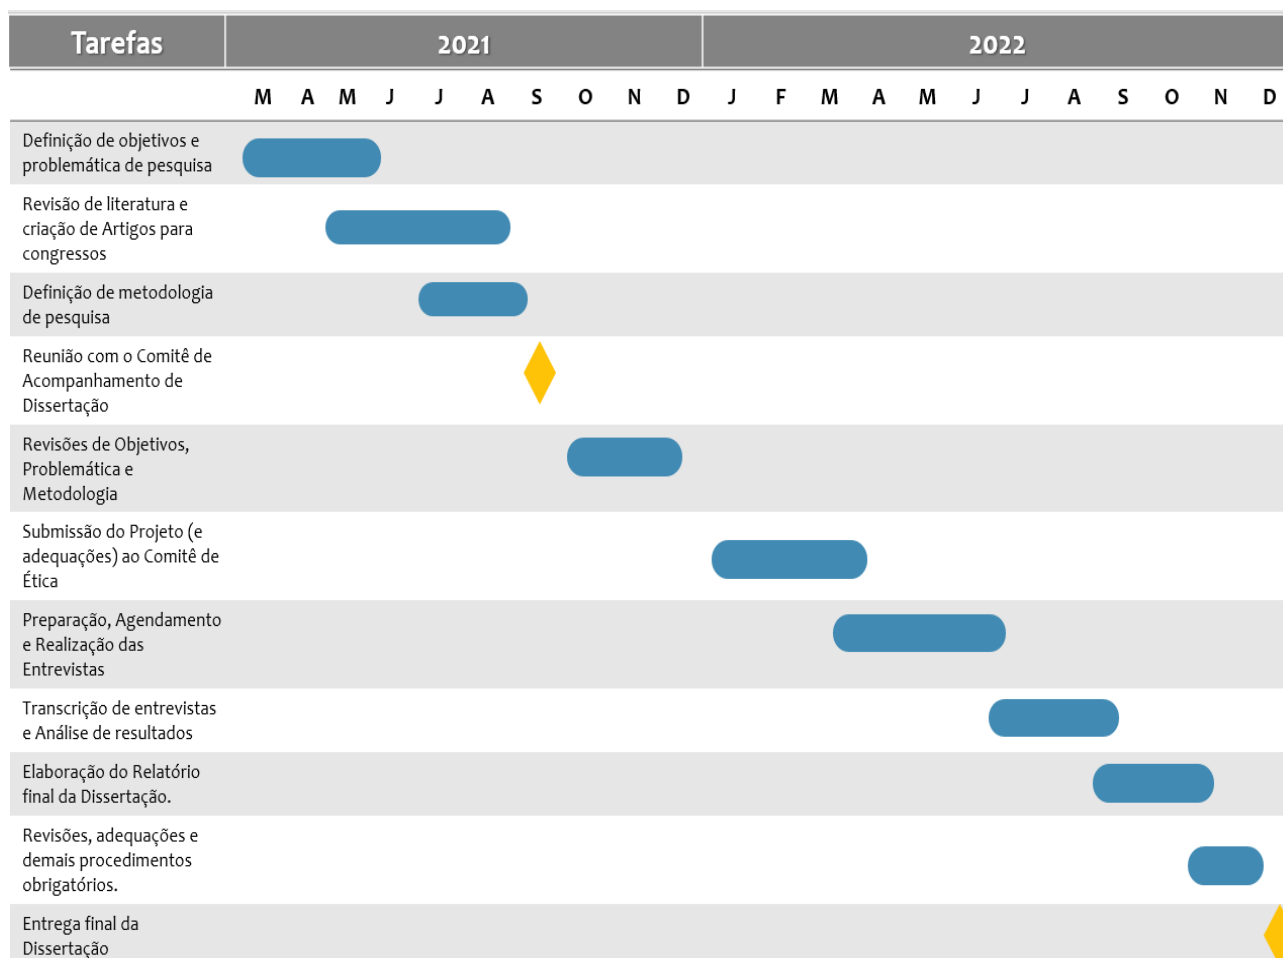 Tarefas 2021 2022
M A M J J A S O N D J F M A M J J A S O N D
Definição de objetivos e
problemática de pesquisa
Revisão de literatura e
criação de Artigos para
congressos
Definição de metodologia
de pesquisa
Reunião com o Comitê de
Acompanhamento de
Dissertação
Revisões de Objetivos,
Problemática e
Metodologia
Submissão do Projeto (e
adequações) ao Comitê de
Ética
Preparação, Agendamento
e Realização das
Entrevistas
Transcrição de entrevistas
e Análise de resultados
Elaboração do Relatório
final da Dissertação.
Revisões, adequações e
demais procedimentos
obrigatórios.
Entrega final da
Dissertação